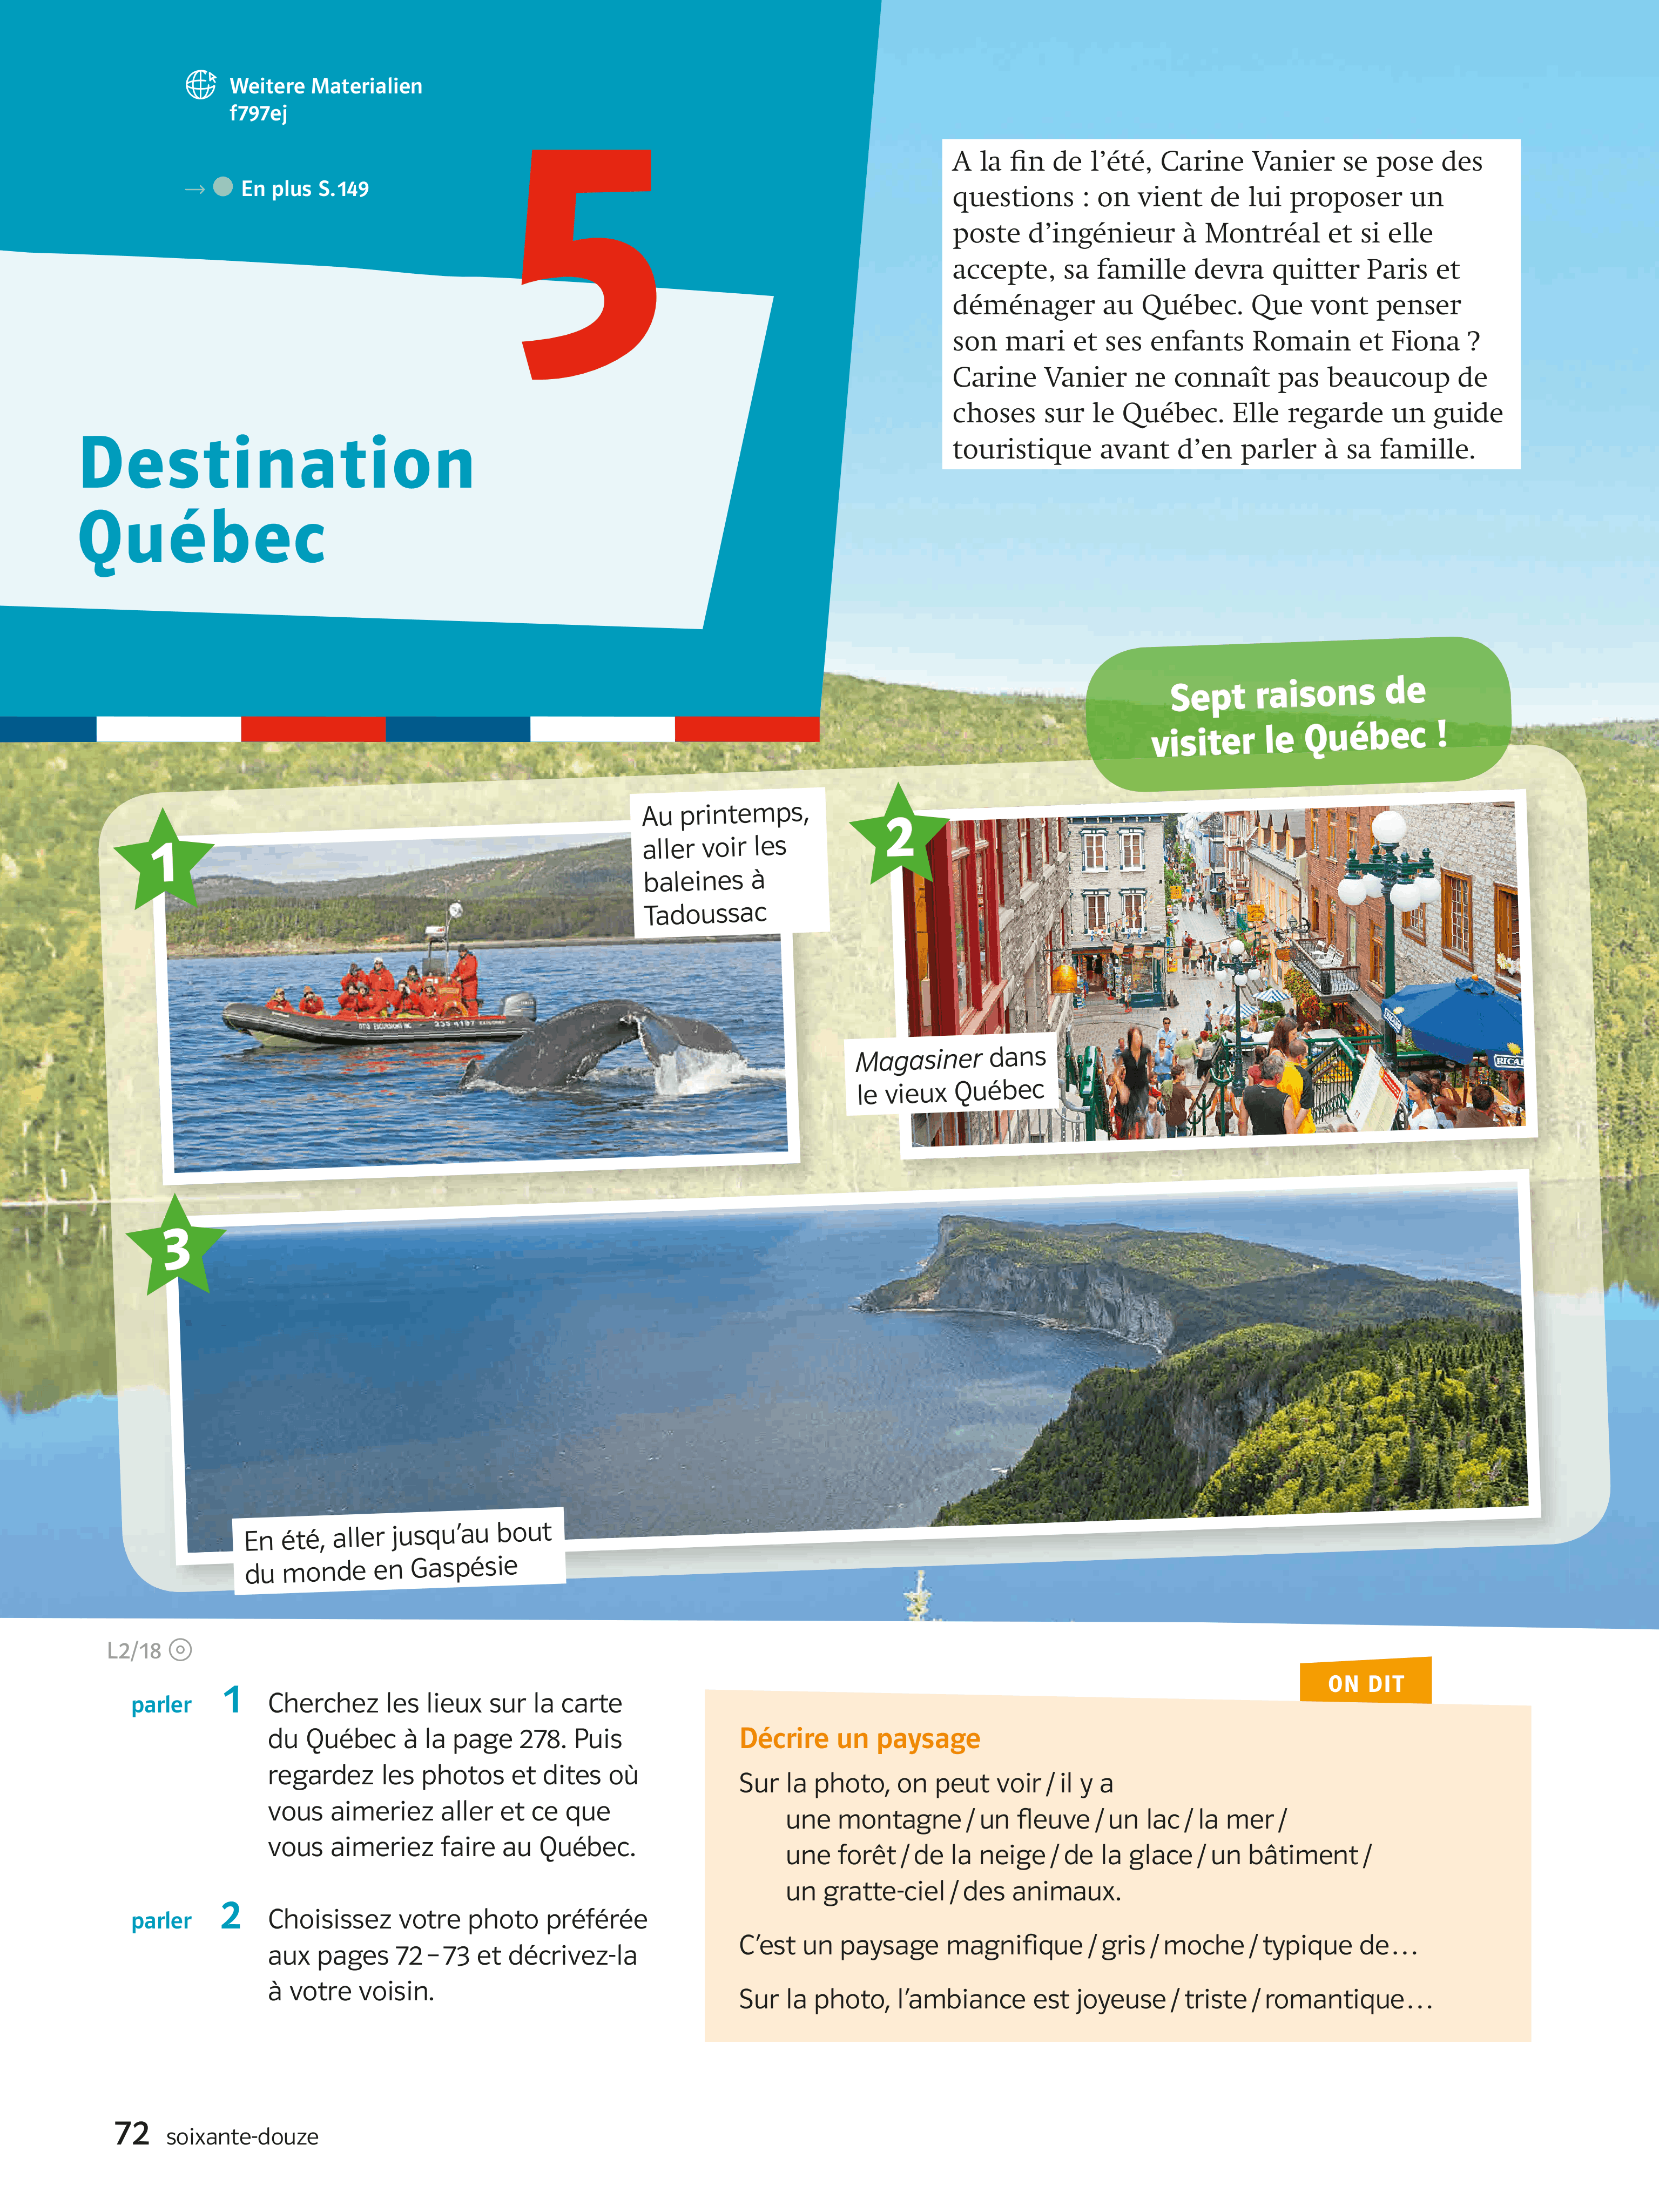 Weitere Materialien
f797ej
→ En plus S. 149
5
Destination
Québec
A la fin de l’été, Carine Vanier se pose des
questions : on vient de lui proposer un
poste d’ingénieur à Montréal et si elle
accepte, sa famille devra quitter Paris et
déménager au Québec. Que vont penser
son mari et ses enfants Romain et Fiona ?
Carine Vanier ne connaît pas beaucoup de
choses sur le Québec. Elle regarde un guide
touristique avant d’en parler à sa famille.
Sept raisons de
visiter le Québec !
1
Au printemps,
aller voir les
baleines à
Tadoussac
2
Magasiner dans
le vieux Québec
3
En été, aller jusqu’au bout
du monde en Gaspésie
L2/18
parler 1 Cherchez les lieux sur la carte
du Québec à la page 278. Puis
regardez les photos et dites où
vous aimeriez aller et ce que
vous aimeriez faire au Québec.
parler 2 Choisissez votre photo préférée
aux pages 72–73 et décrivez-la
à votre voisin.
ON DIT
Décrire un paysage
Sur la photo, on peut voir / il y a
une montagne / un fleuve / un lac / la mer /
une forêt / de la neige / de la glace / un bâtiment /
un gratte-ciel / des animaux.
C’est un paysage magnifique / gris / moche / typique de…
Sur la photo, l’ambiance est joyeuse / triste / romantique…
72 soixante-douze